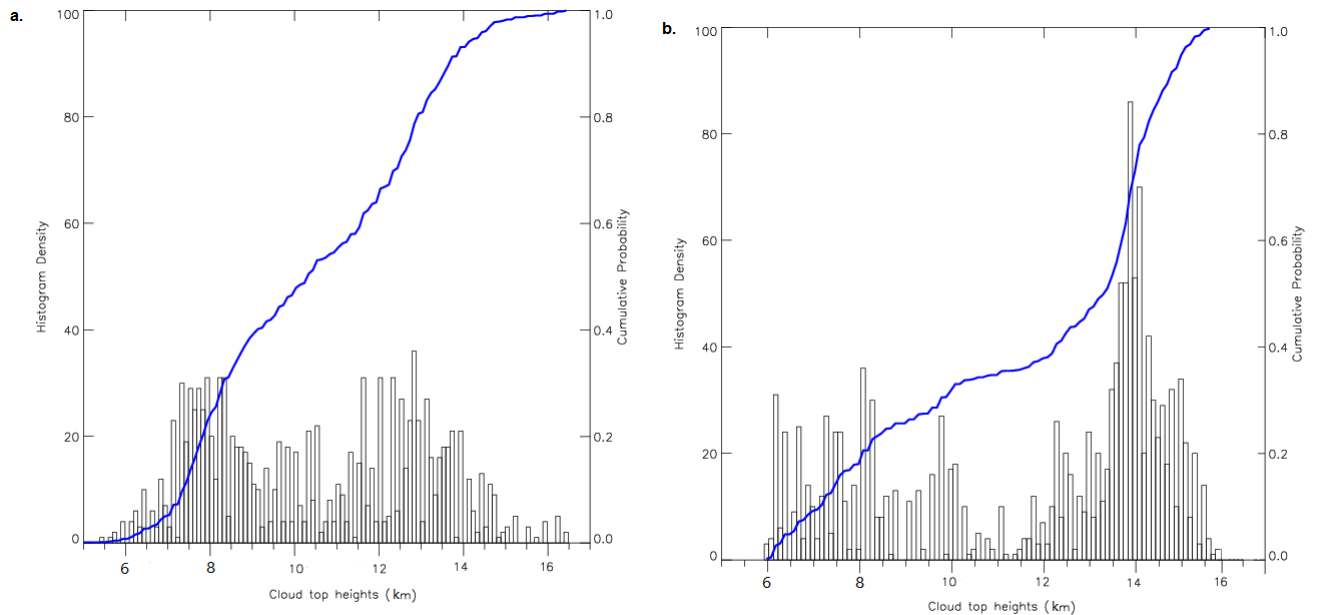 a.
100
80
60
40
20
0
Histogram Density
1.0
0.8
0.6
0.4
0.2
0.0
Cumulative Probability
6 8 10 12 14 16
Cloud top heights (km)
b.
100
80
60
40
20
0
Histogram Density
1.0
0.8
0.6
0.4
0.2
0.0
Cumulative Probability
6 8 10 12 14 16
Cloud top heights (km)